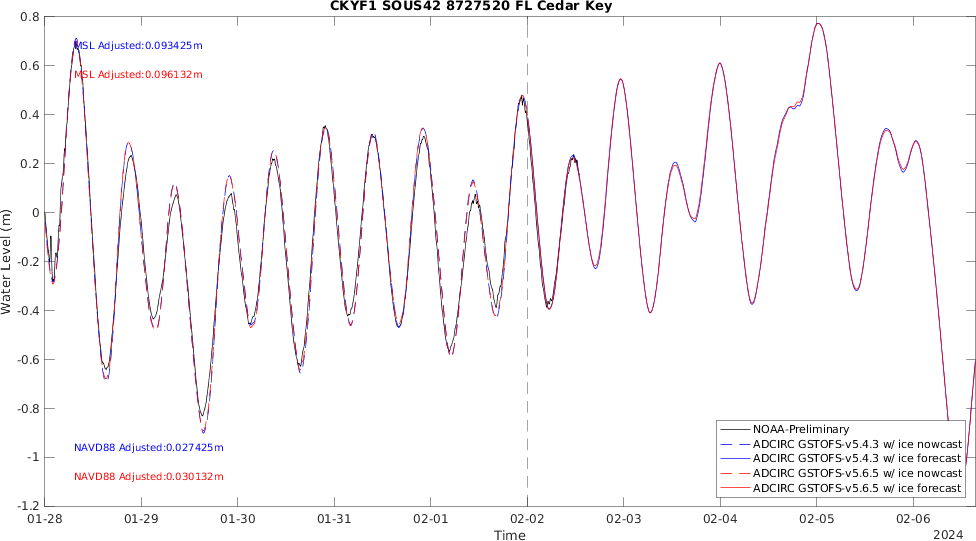 CKYF1 SOUS42 8727520 FL Cedar Key
0.8
0.6
0.4
0.2
0
-0.2
-0.4
-0.6
-0.8
-1
-1.2
Water Level (m)
MSL Adjusted:0.093425m
MSL Adjusted:0.096132m
NAVD88 Adjusted:0.027425m
NAVD88 Adjusted:0.030132m
NOAA-Preliminary
ADCIRC GSTOFS-v5.4.3 w/ ice nowcast
ADCIRC GSTOFS-v5.4.3 w/ ice forecast
ADCIRC GSTOFS-v5.6.5 w/ ice nowcast
ADCIRC GSTOFS-v5.6.5 w/ ice forecast
01-28 01-29 01-30 01-31 02-01 02-02 02-03 02-04 02-05 02-06
Time
2024